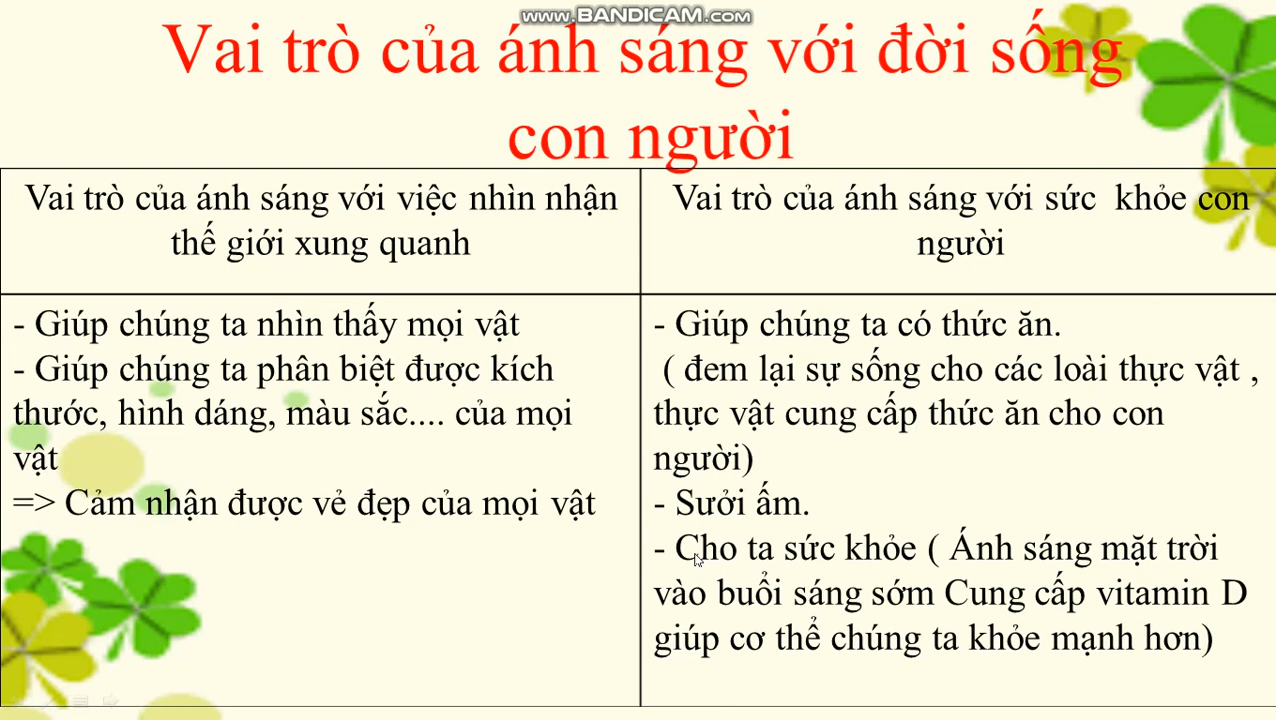 www.BANDICAM.com
Vai trò của ánh sáng với đời sống
con người
Vai trò của ánh sáng với việc nhìn nhận
thế giới xung quanh
Vai trò của ánh sáng với sức khỏe con
người
- Giúp chúng ta nhìn thấy mọi vật
- Giúp chúng ta phân biệt được kích
thước, hình dáng, màu sắc.... của mọi
vật
=> Cảm nhận được vẻ đẹp của mọi vật
- Giúp chúng ta có thức ăn.
( đem lại sự sống cho các loài thực vật ,
thực vật cung cấp thức ăn cho con
người)
- Sưởi ấm.
- Cho ta sức khỏe ( Ánh sáng mặt trời
vào buổi sáng sớm Cung cấp vitamin D
giúp cơ thể chúng ta khỏe mạnh hơn)